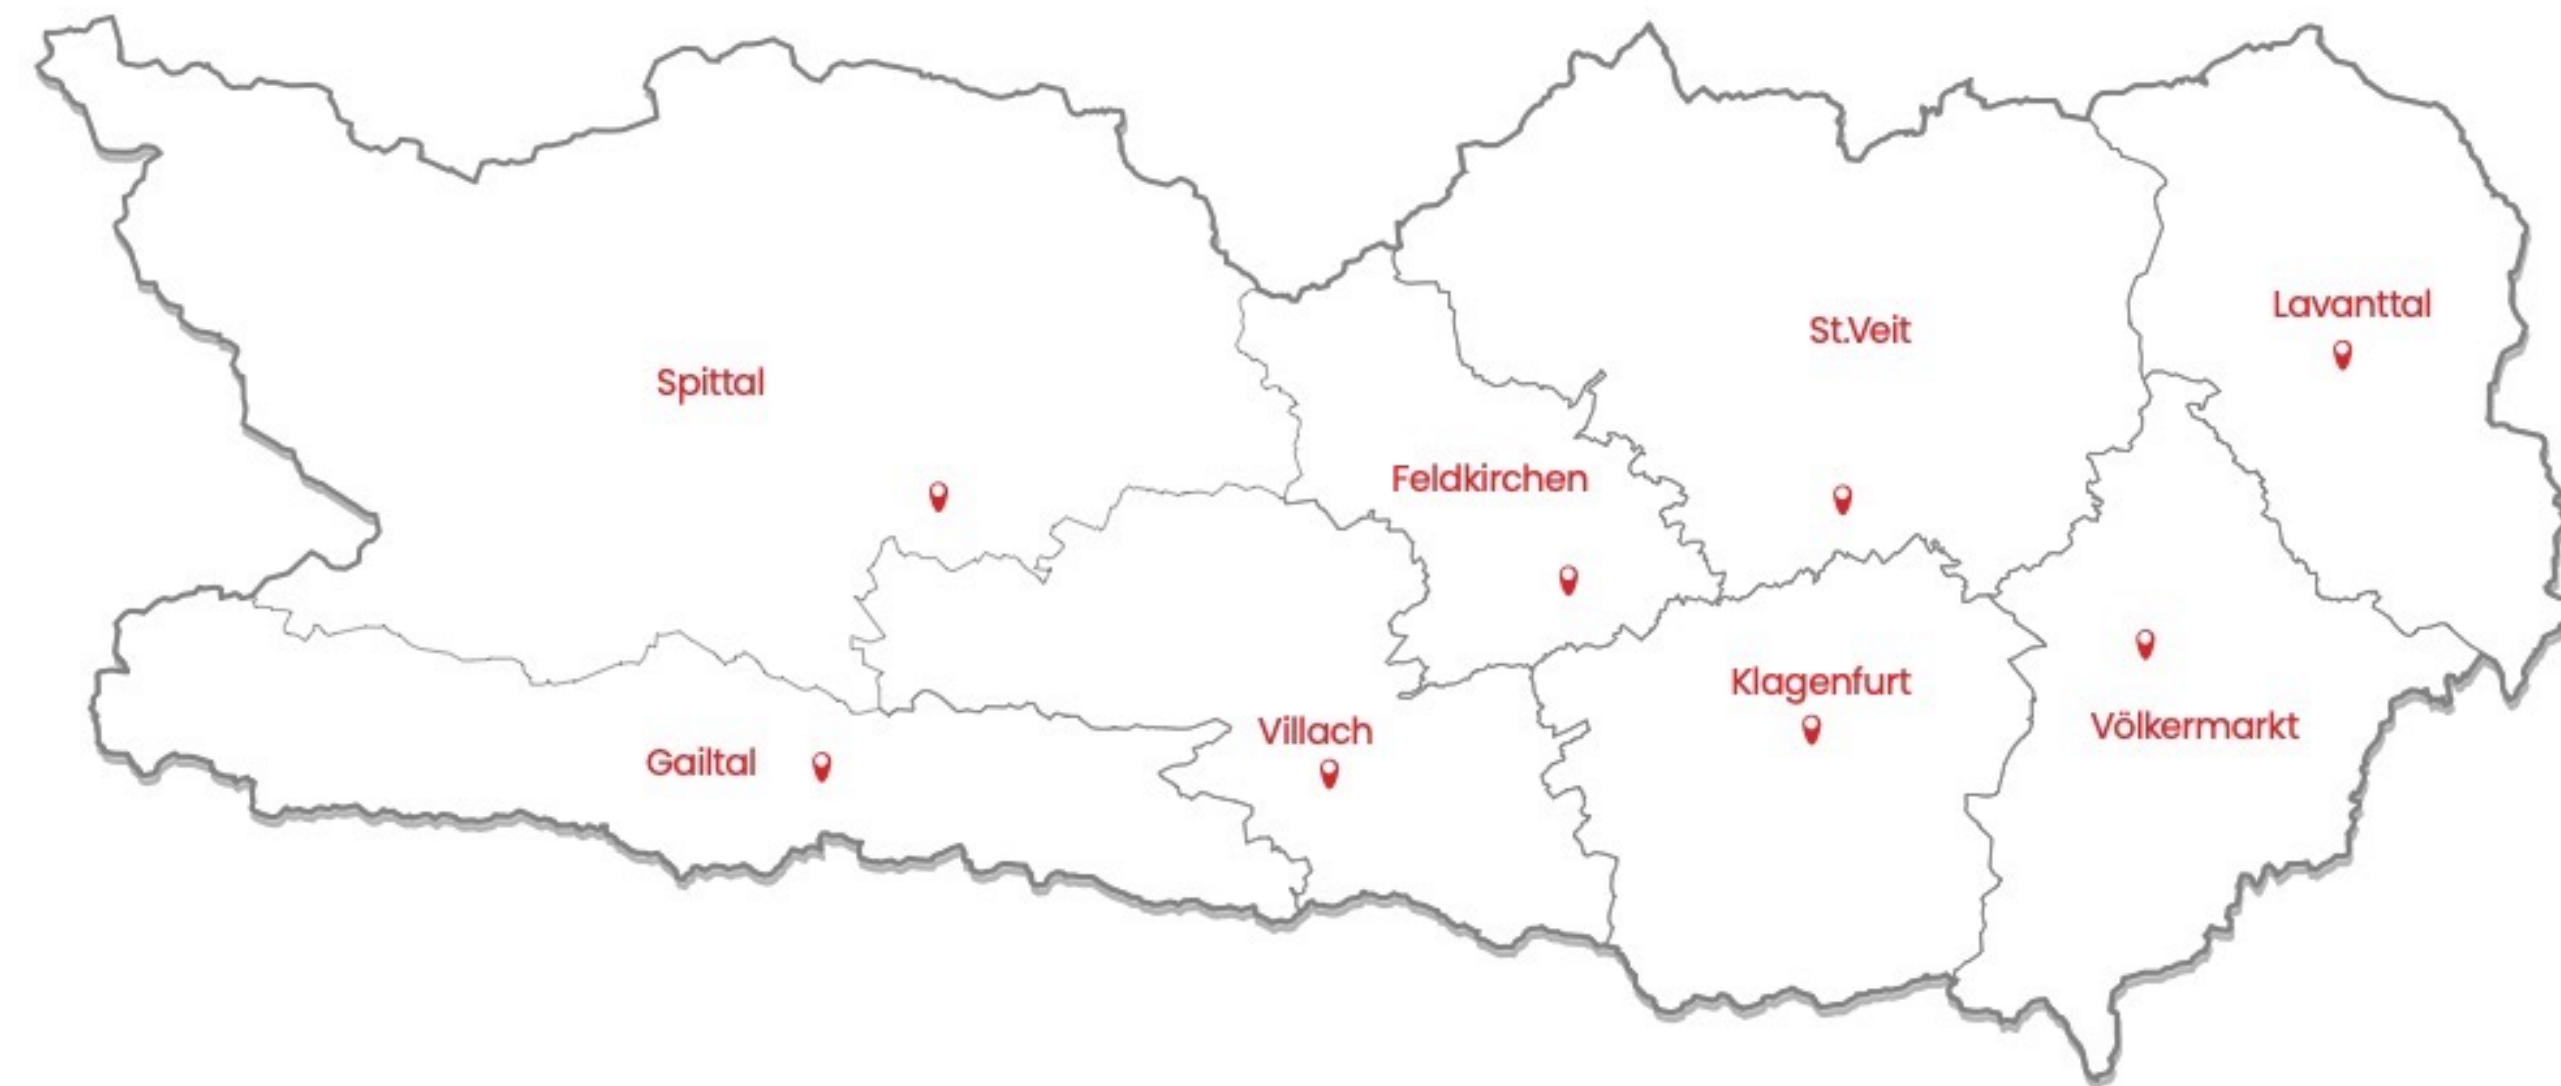 Lavanttal
St.Veit
Spittal
Feldkirchen
Klagenfurt
Völkermarkt
Villach
Gailtal